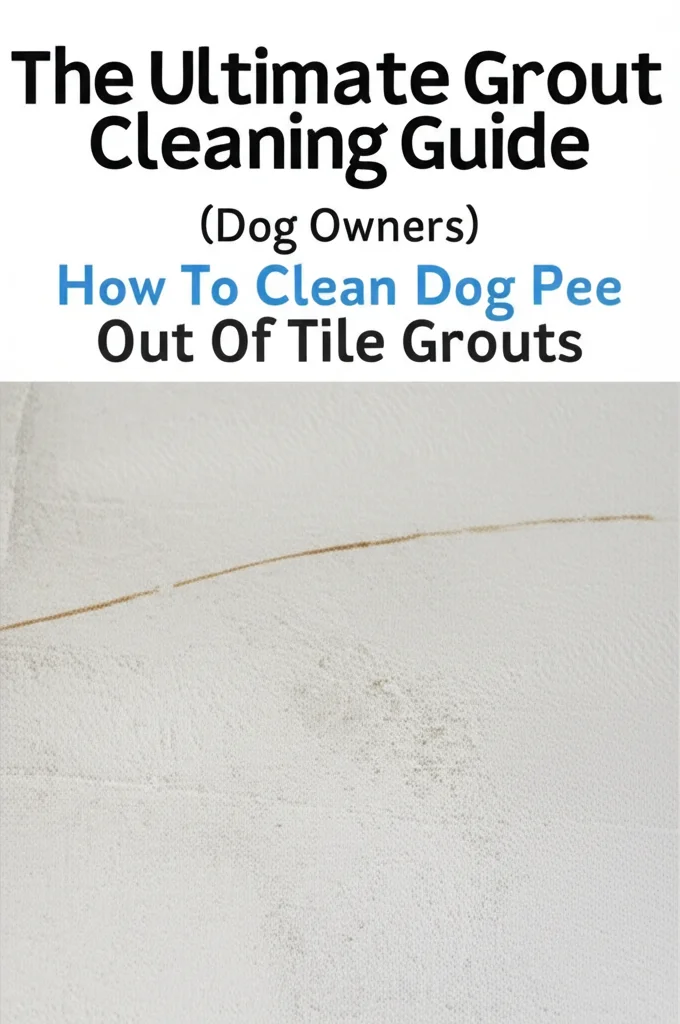 The Ultimate Grout
Cleaning Guide
(Dog Owners)
How To Clean Dog Pee
Out Of Tile Grouts